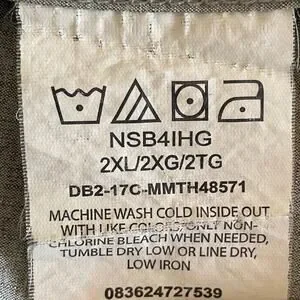 NSB4IHG
2XL/2XG/2TG
DB2-17C-MMTH48571
MACHINE WASH COLD INSIDE OUT
WITH LIKE COLORS/ONLY NON-
CHLORINE BLEACH WHEN NEEDED,
TUMBLE DRY LOW OR LINE DRY,
LOW IRON
083624727539